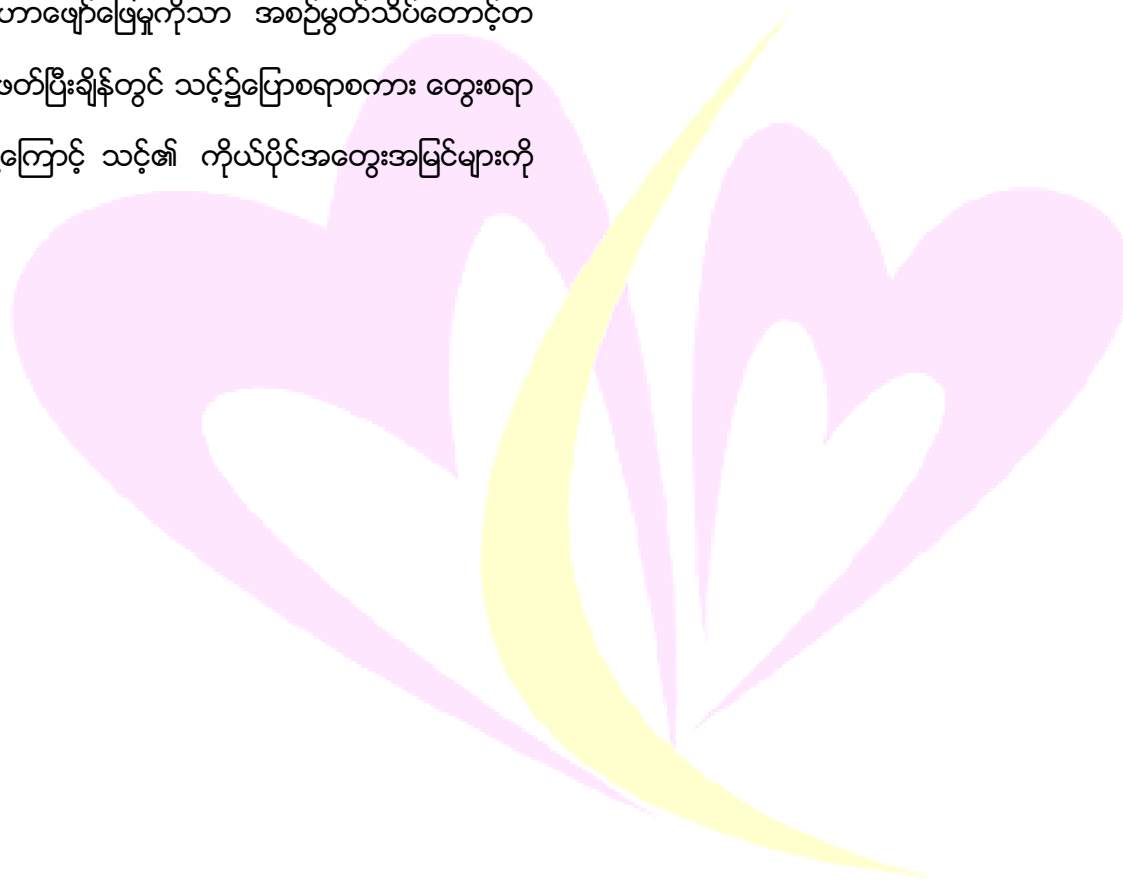 ဟာဖျော်ဖြေမှုကိုသာ အစဉ်မွတ်သိပ်တောင့်တ
ဖတ်ပြီးချိန်တွင် သင့်၌ပြောစရာစကား တွေးစရာ
ကြောင့် သင့်၏ ကိုယ်ပိုင်အတွေးအမြင်များကို